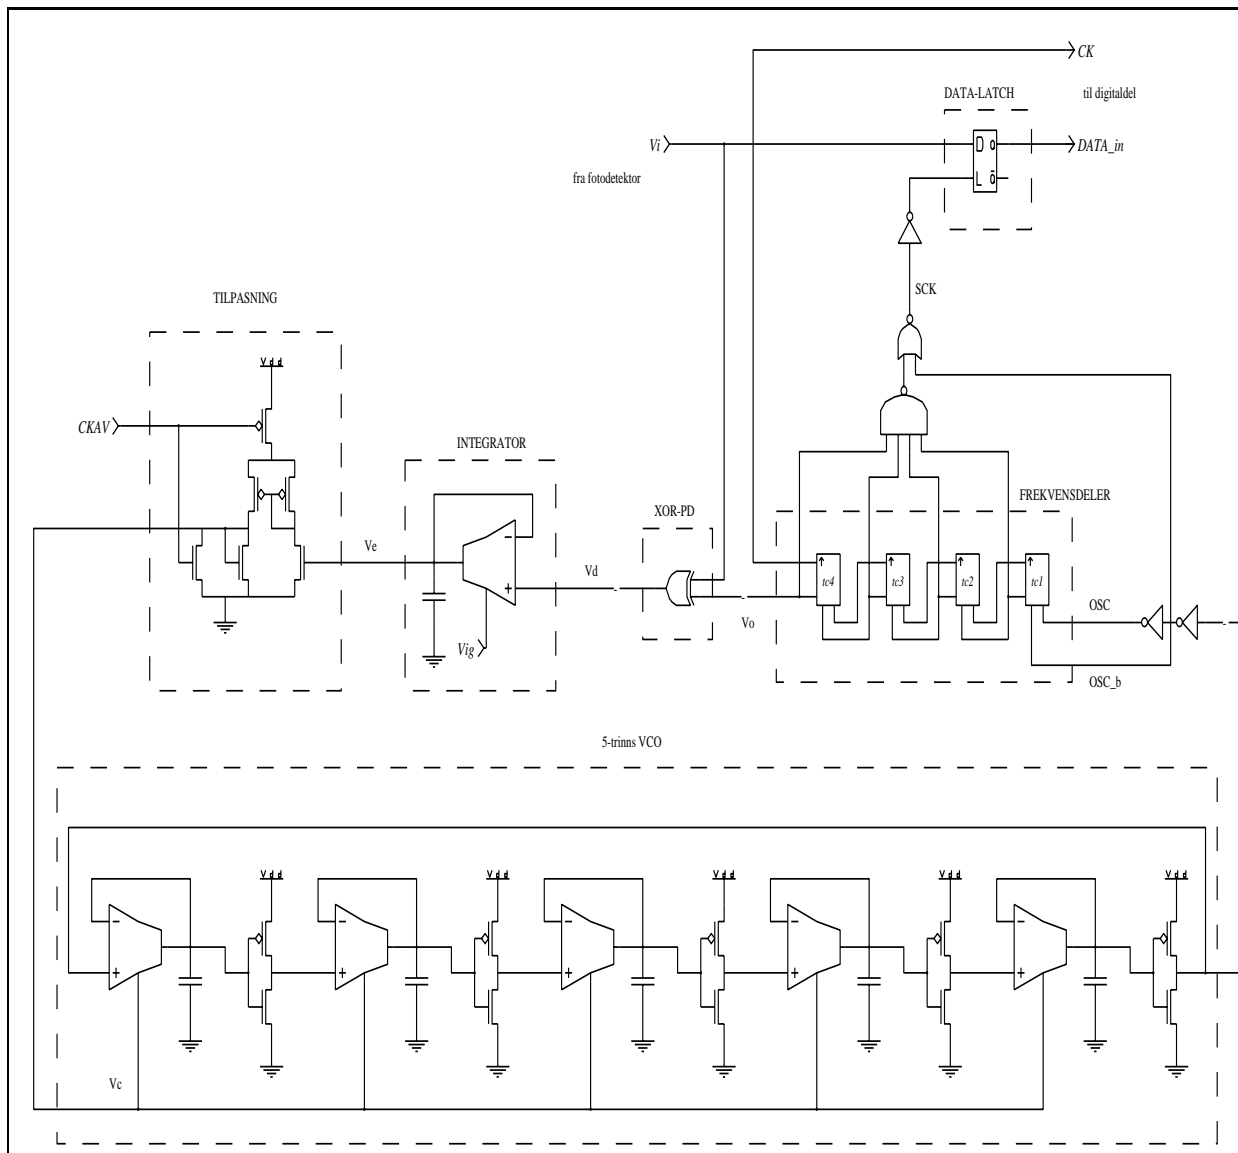 CK
DATA-LATCH
til digitaldel
Vi
D Q
DATA_in
fra fotodetektor
L Q̄
SCK
TILPASNING
Vdd
CKAV
INTEGRATOR
FREKVENSDELER
XOR-PD
Ve
Vd
tc4
tc3
tc2
tc1
−
+
OSC
Vo
Vig
OSC_b
5-trinns VCO
Vdd
Vdd
Vdd
Vdd
Vdd
−
−
−
−
−
+
+
+
+
+
Vc